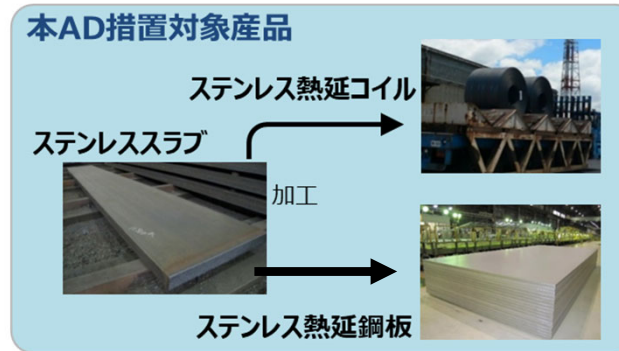 本AD措置対象産品
ステンレス熱延コイル
ステンレススラブ
加工
ステンレス熱延鋼板